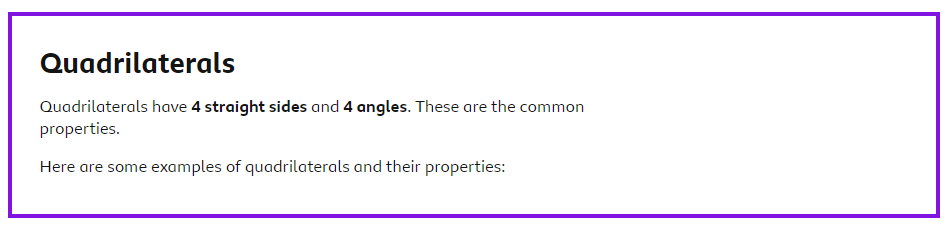 Quadrilaterals
Quadrilaterals have 4 straight sides and 4 angles. These are the common
properties.
Here are some examples of quadrilaterals and their properties: